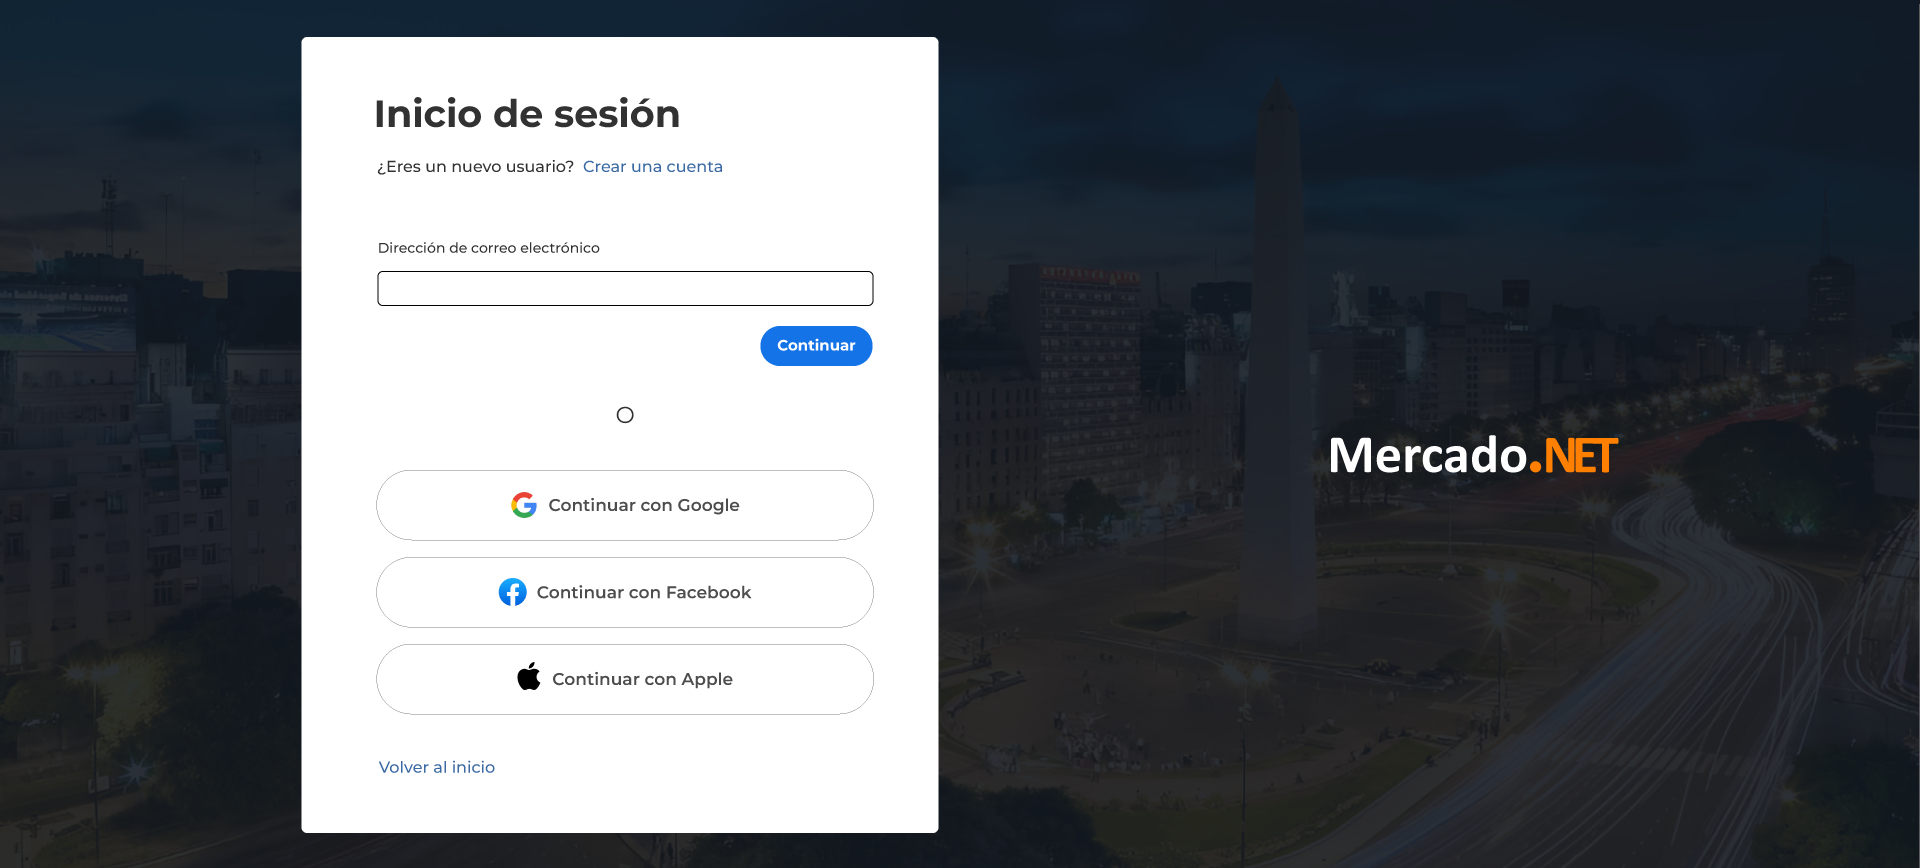 Inicio de sesión
¿Eres un nuevo usuario? Crear una cuenta
Dirección de correo electrónico
Continuar
O
Continuar con Google
Continuar con Facebook
Continuar con Apple
Volver al inicio
Mercado.NET